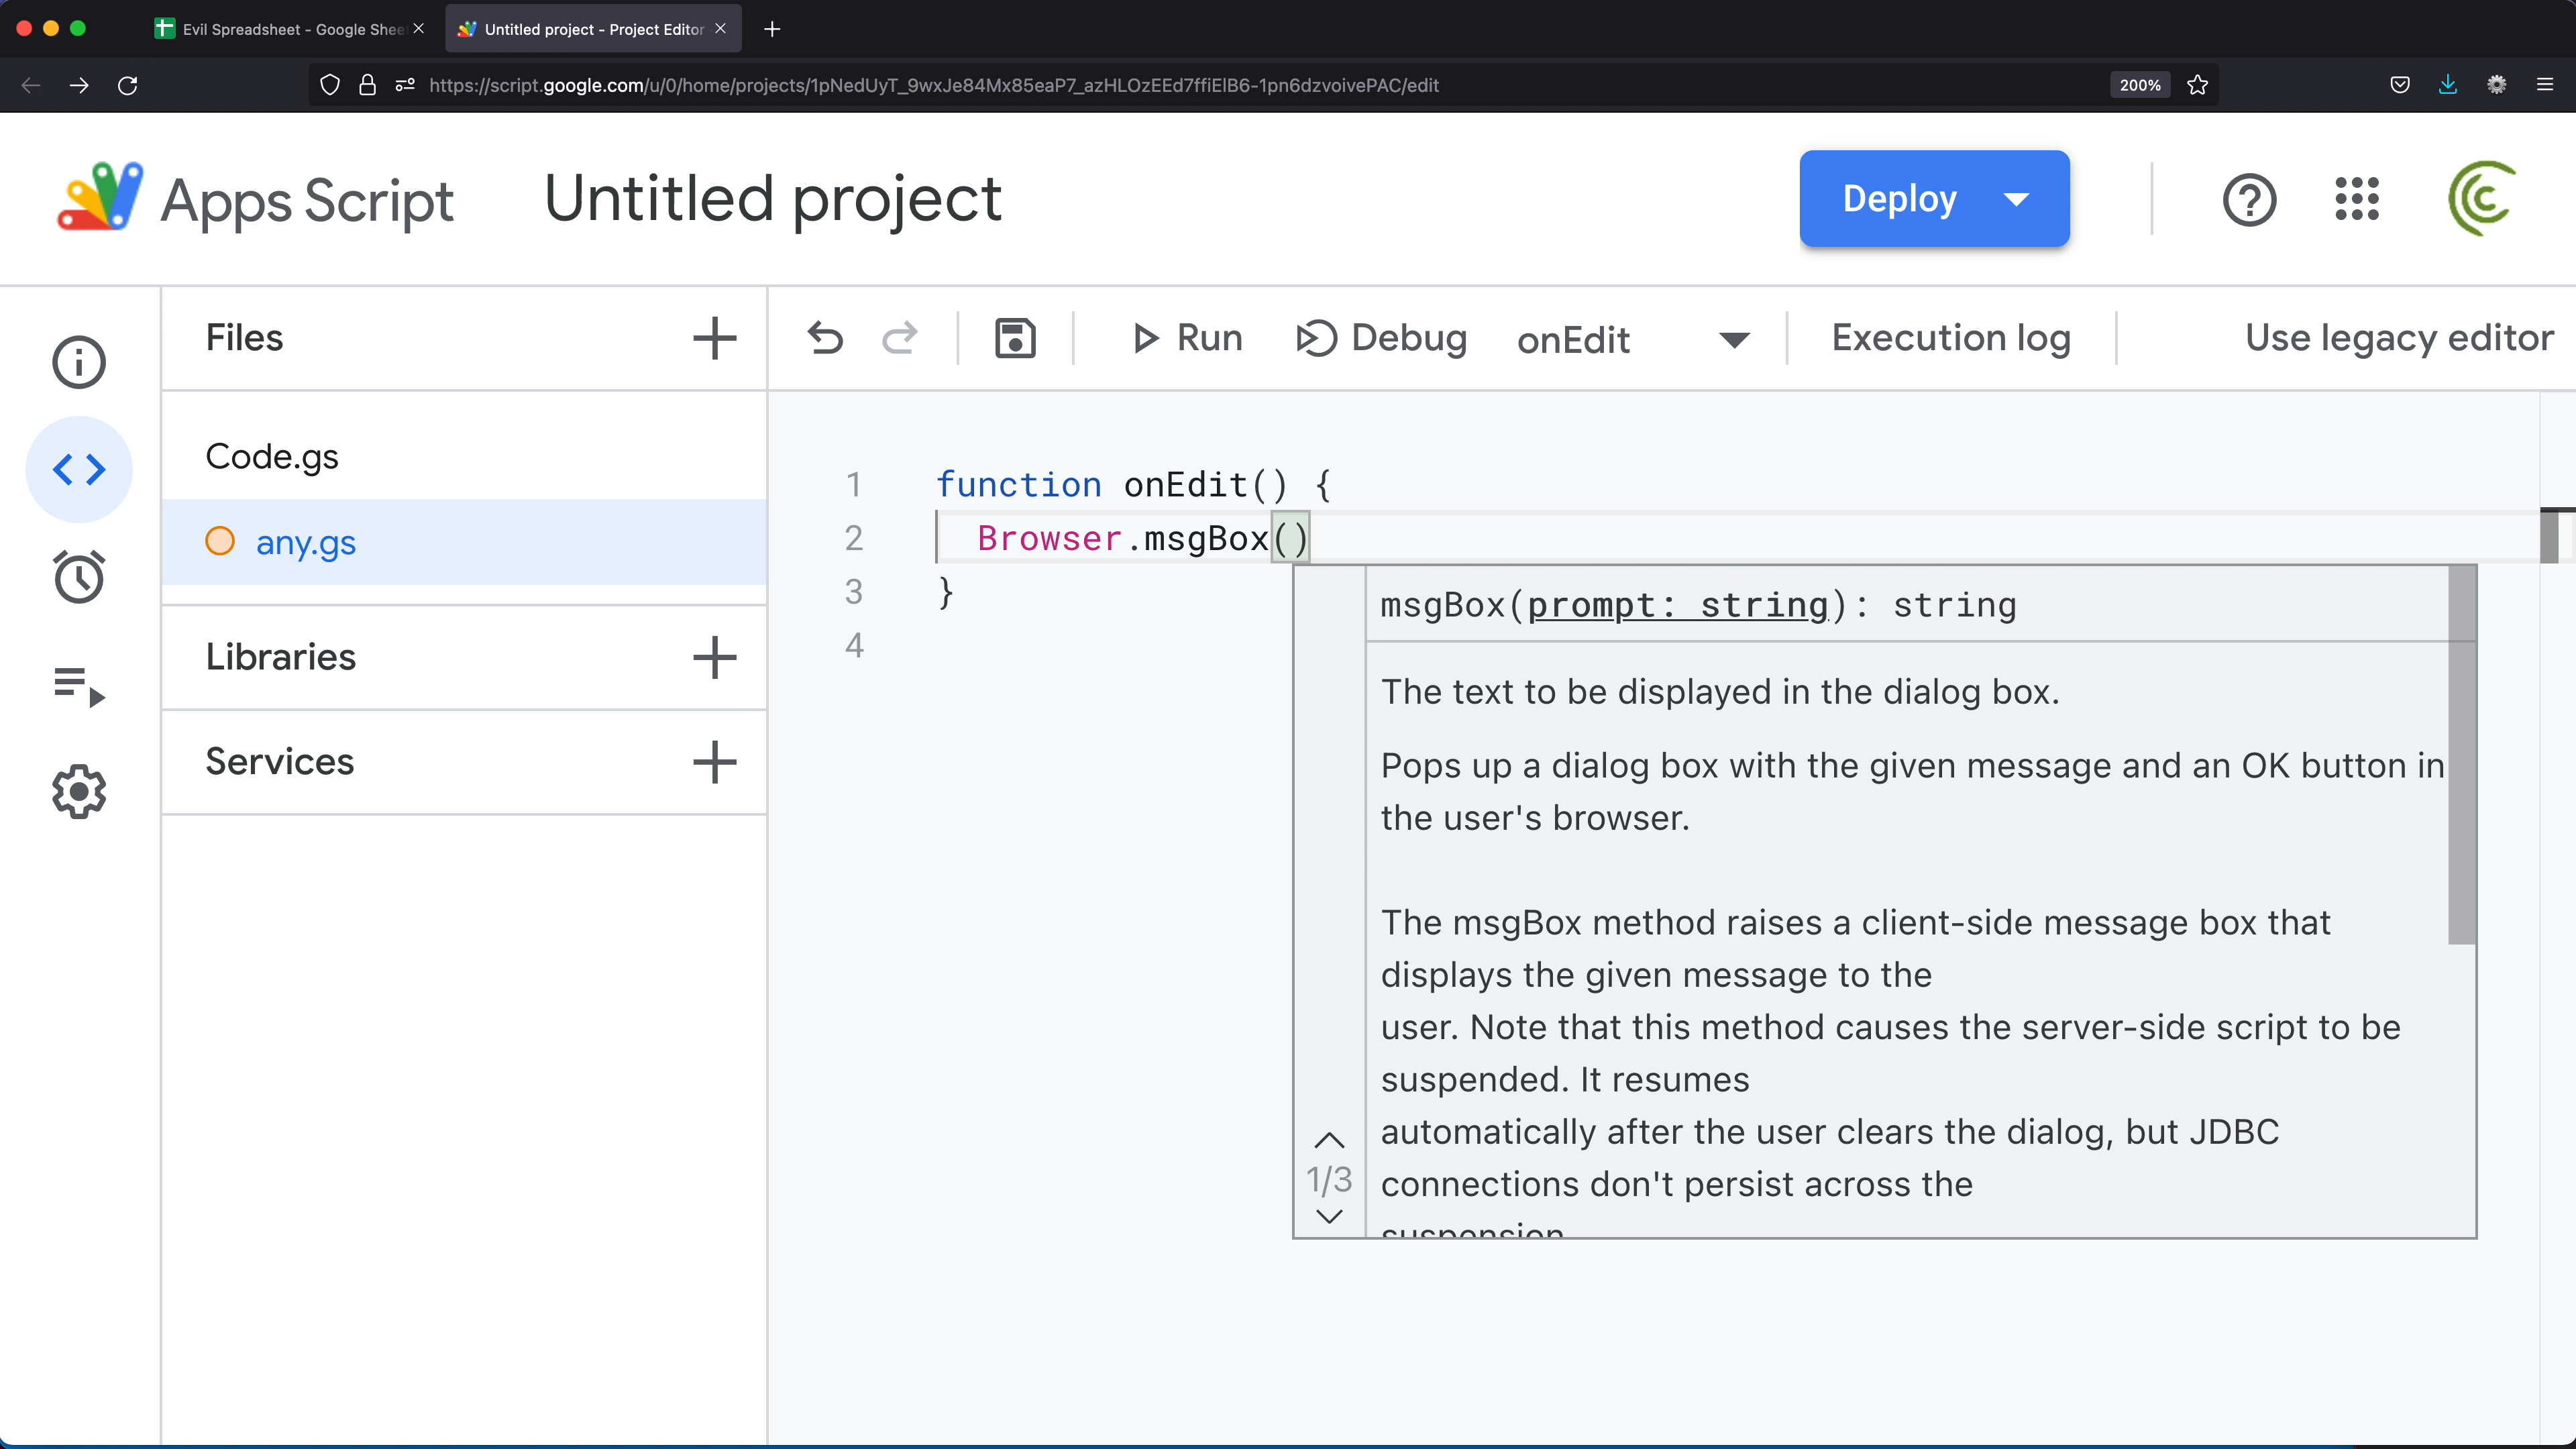 Evil Spreadsheet - Google Shee
Untitled project - Project Editor
https://script.google.com/u/0/home/projects/1pNedUyT_9wxJe84Mx85eaP7_azHLOzEEd7ffiElB6-1pn6dzvoivePAC/edit
200%
Apps Script
Untitled project
Deploy
Files
Run
Debug
onEdit
Execution log
Use legacy editor
Code.gs
any.gs
Libraries
Services
1 function onEdit() {
2 Browser.msgBox()
3 }
4
msgBox(prompt: string): string
The text to be displayed in the dialog box.
Pops up a dialog box with the given message and an OK button in
the user's browser.
The msgBox method raises a client-side message box that
displays the given message to the
user. Note that this method causes the server-side script to be
suspended. It resumes
automatically after the user clears the dialog, but JDBC
connections don't persist across the
suspension
1/3